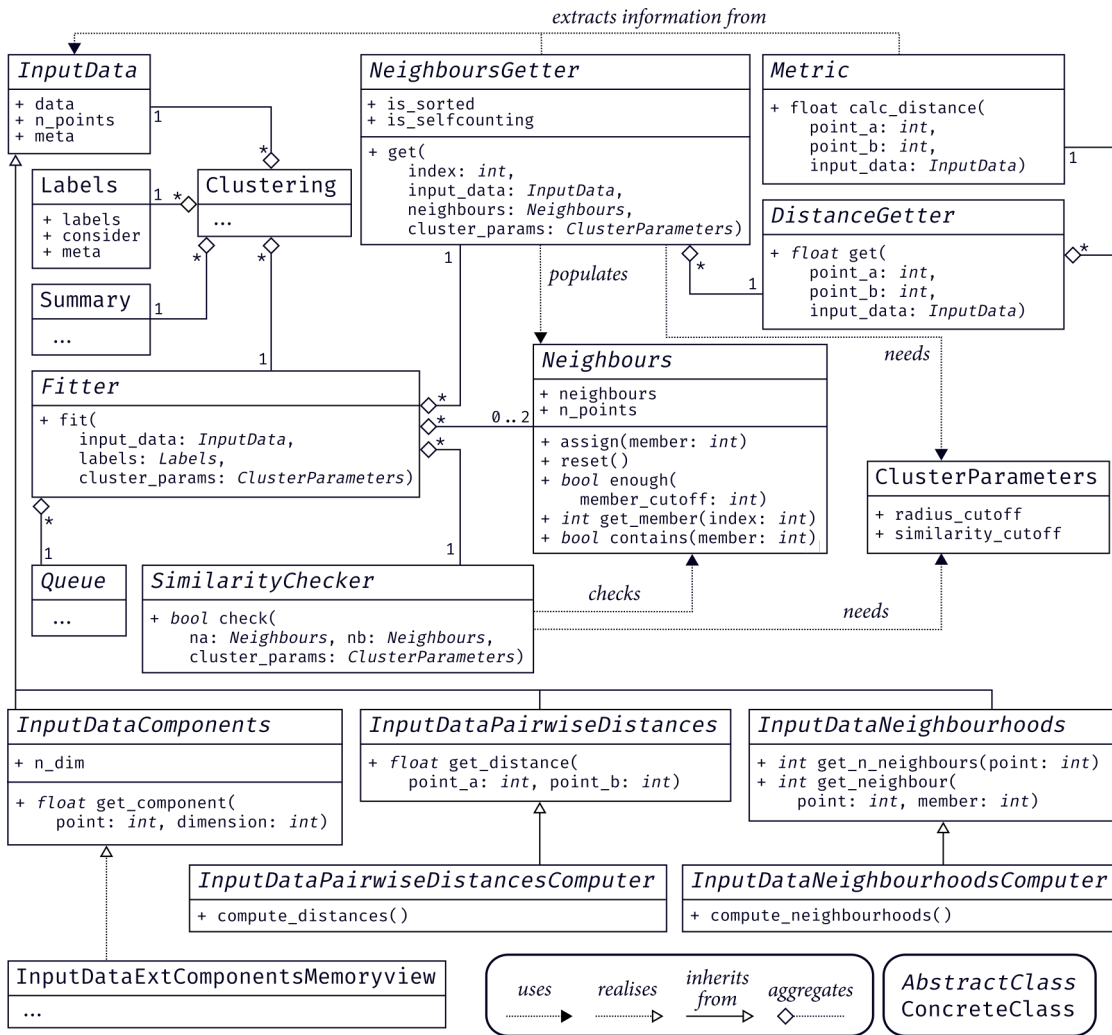 extracts information from
InputData
+ data
+ n_points
+ meta
1
*
Labels
+ labels
+ consider
+ meta
1
*
Clustering
...
*
*
Summary
...
1
1
NeighboursGetter
+ is_sorted
+ is_selfcounting
+ get(
index: int,
input_data: InputData,
neighbours: Neighbours,
cluster_params: ClusterParameters)
1
populates
*
1
Metric
+ float calc_distance(
point_a: int,
point_b: int,
input_data: InputData)
1
DistanceGetter
+ float get(
point_a: int,
point_b: int,
input_data: InputData)
*
needs
Fitter
+ fit(
input_data: InputData,
labels: Labels,
cluster_params: ClusterParameters)
*
*
*
0..2
*
1
1
Neighbours
+ neighbours
+ n_points
+ assign(member: int)
+ reset()
+ bool enough(
member_cutoff: int)
+ int get_member(index: int)
+ bool contains(member: int)
ClusterParameters
+ radius_cutoff
+ similarity_cutoff
Queue
...
SimilarityChecker
+ bool check(
na: Neighbours, nb: Neighbours,
cluster_params: ClusterParameters)
checks
needs
InputDataComponents
+ n_dim
+ float get_component(
point: int, dimension: int)
InputDataPairwiseDistances
+ float get_distance(
point_a: int, point_b: int)
InputDataNeighbourhoods
+ int get_n_neighbours(point: int)
+ int get_neighbour(
point: int, member: int)
InputDataPairwiseDistancesComputer
+ compute_distances()
InputDataNeighbourhoodsComputer
+ compute_neighbourhoods()
InputDataExtComponentsMemoryview
...
uses
realises
inherits
from
aggregates
AbstractClass
ConcreteClass